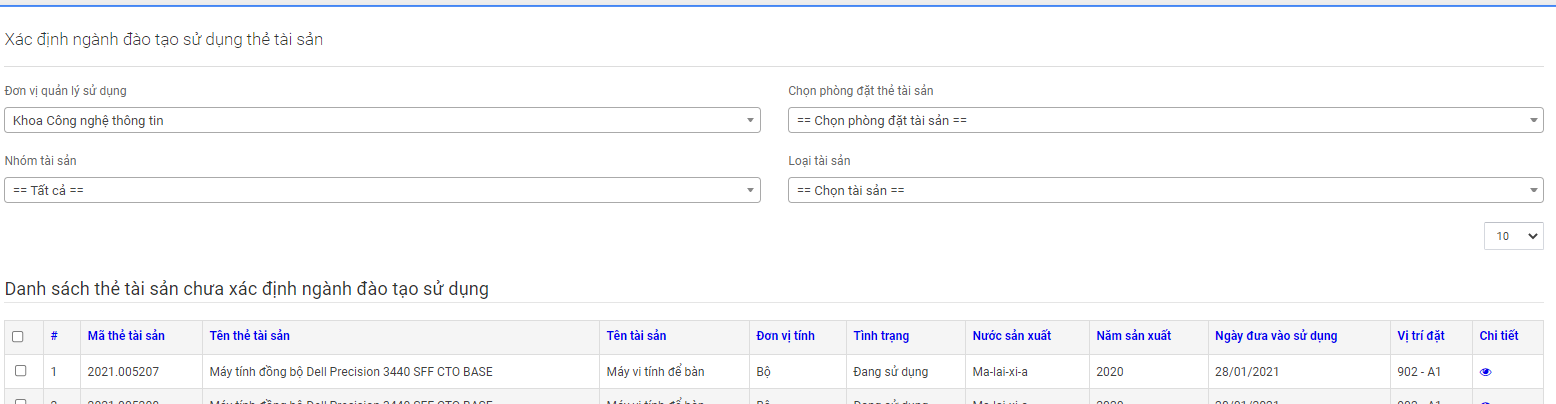 Xác định ngành đào tạo sử dụng thẻ tài sản
Đơn vị quản lý sử dụng Chọn phòng đặt thẻ tài sản
Khoa Công nghệ thông tin == Chọn phòng đặt tài sản ==
Nhóm tài sản Loại tài sản
== Tất cả == == Chọn tài sản ==
10
Danh sách thẻ tài sản chưa xác định ngành đào tạo sử dụng
# Mã thẻ tài sản Tên thẻ tài sản Tên tài sản Đơn vị tính Tình trạng Nước sản xuất Năm sản xuất Ngày đưa vào sử dụng Vị trí đặt Chi tiết
1 2021.005207 Máy tính đồng bộ Dell Precision 3440 SFF CTO BASE Máy vi tính để bàn Bộ Đang sử dụng Ma-lai-xi-a 2020 28/01/2021 902 - A1